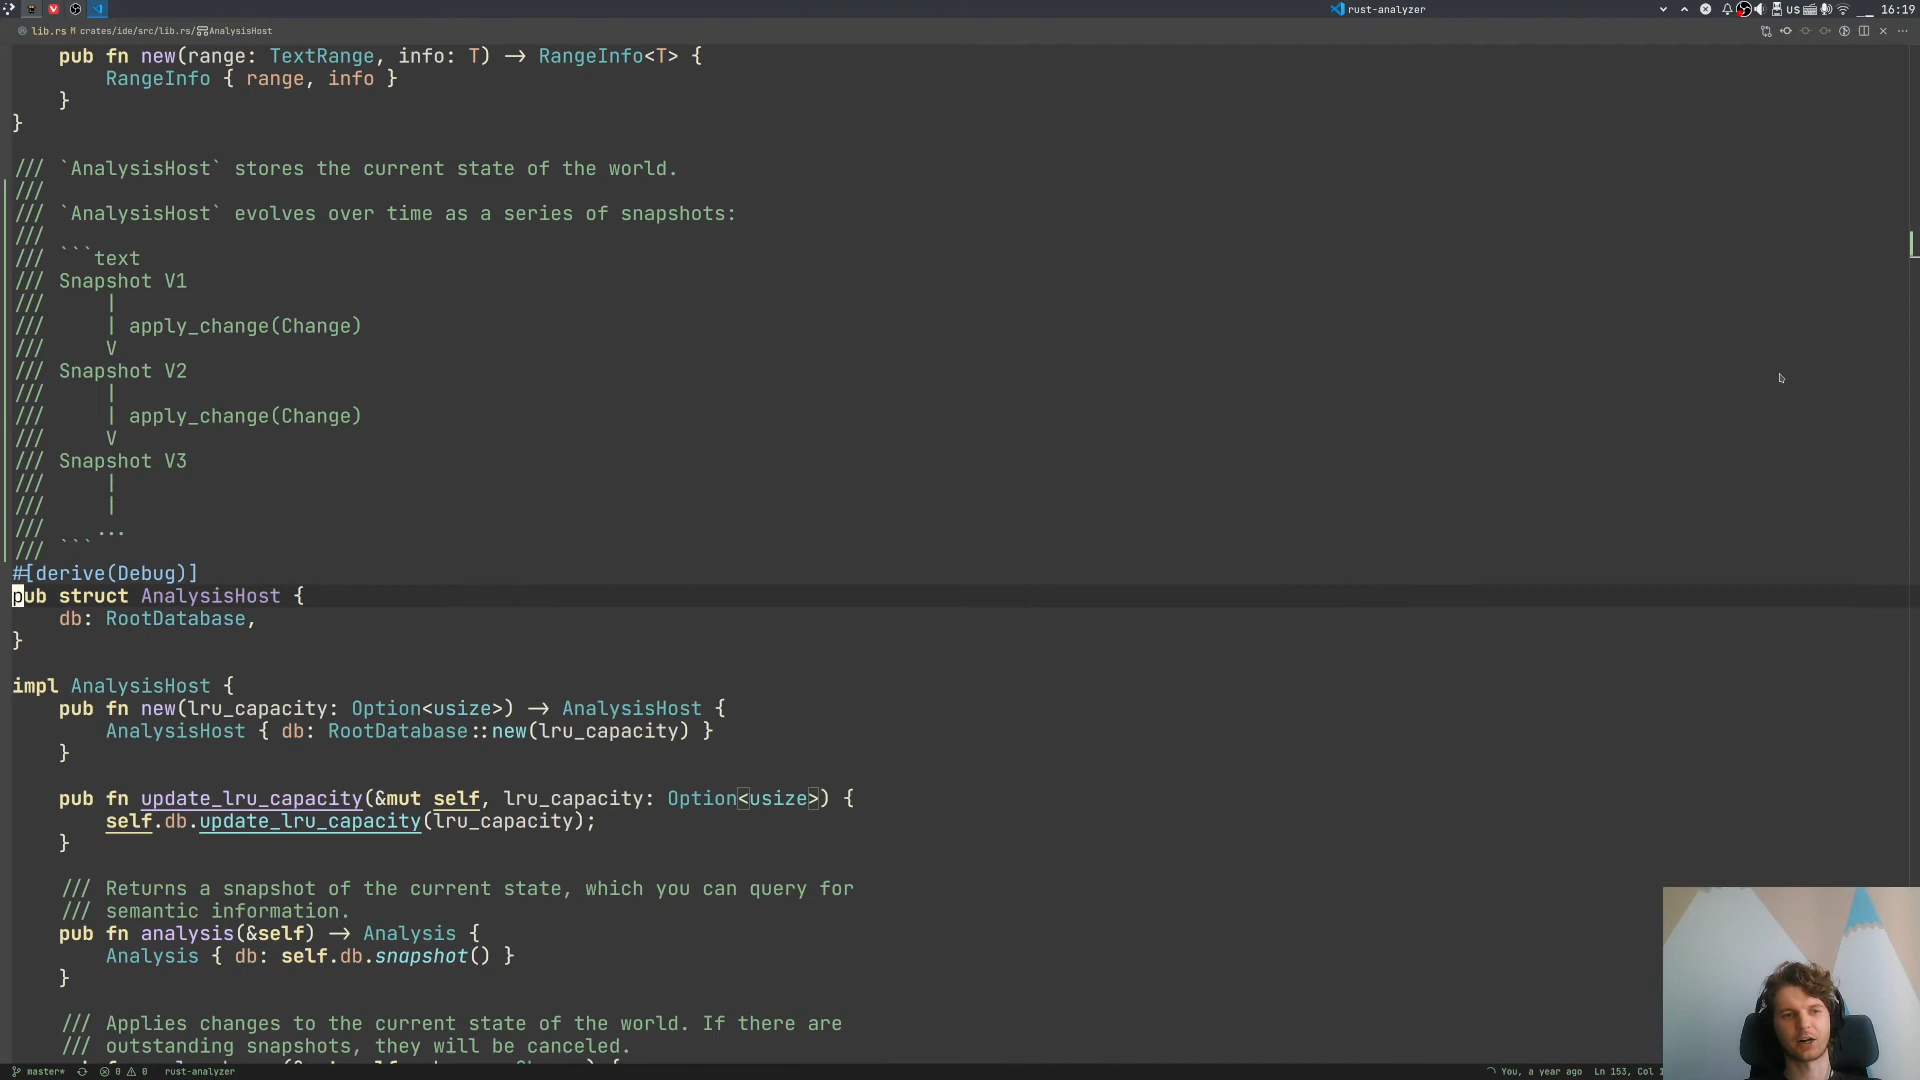 rust-analyzer
us
16:19
lib.rs M crates/ide/src/lib.rs/AnalysisHost
pub fn new(range: TextRange, info: T) -> RangeInfo<T> {
RangeInfo { range, info }
}
}
/// `AnalysisHost` stores the current state of the world.
///
/// `AnalysisHost` evolves over time as a series of snapshots:
///
/// ```text
/// Snapshot V1
/// |
/// | apply_change(Change)
/// V
/// Snapshot V2
/// |
/// | apply_change(Change)
/// V
/// Snapshot V3
/// |
/// |
/// ...
/// ```
#[derive(Debug)]
pub struct AnalysisHost {
db: RootDatabase,
}
impl AnalysisHost {
pub fn new(lru_capacity: Option<usize>) -> AnalysisHost {
AnalysisHost { db: RootDatabase::new(lru_capacity) }
}
pub fn update_lru_capacity(&mut self, lru_capacity: Option<usize>) {
self.db.update_lru_capacity(lru_capacity);
}
/// Returns a snapshot of the current state, which you can query for
/// semantic information.
pub fn analysis(&self) -> Analysis {
Analysis { db: self.db.snapshot() }
}
/// Applies changes to the current state of the world. If there are
/// outstanding snapshots, they will be canceled.
master* 0 0 rust-analyzer
You, a year ago Ln 153, Col 1